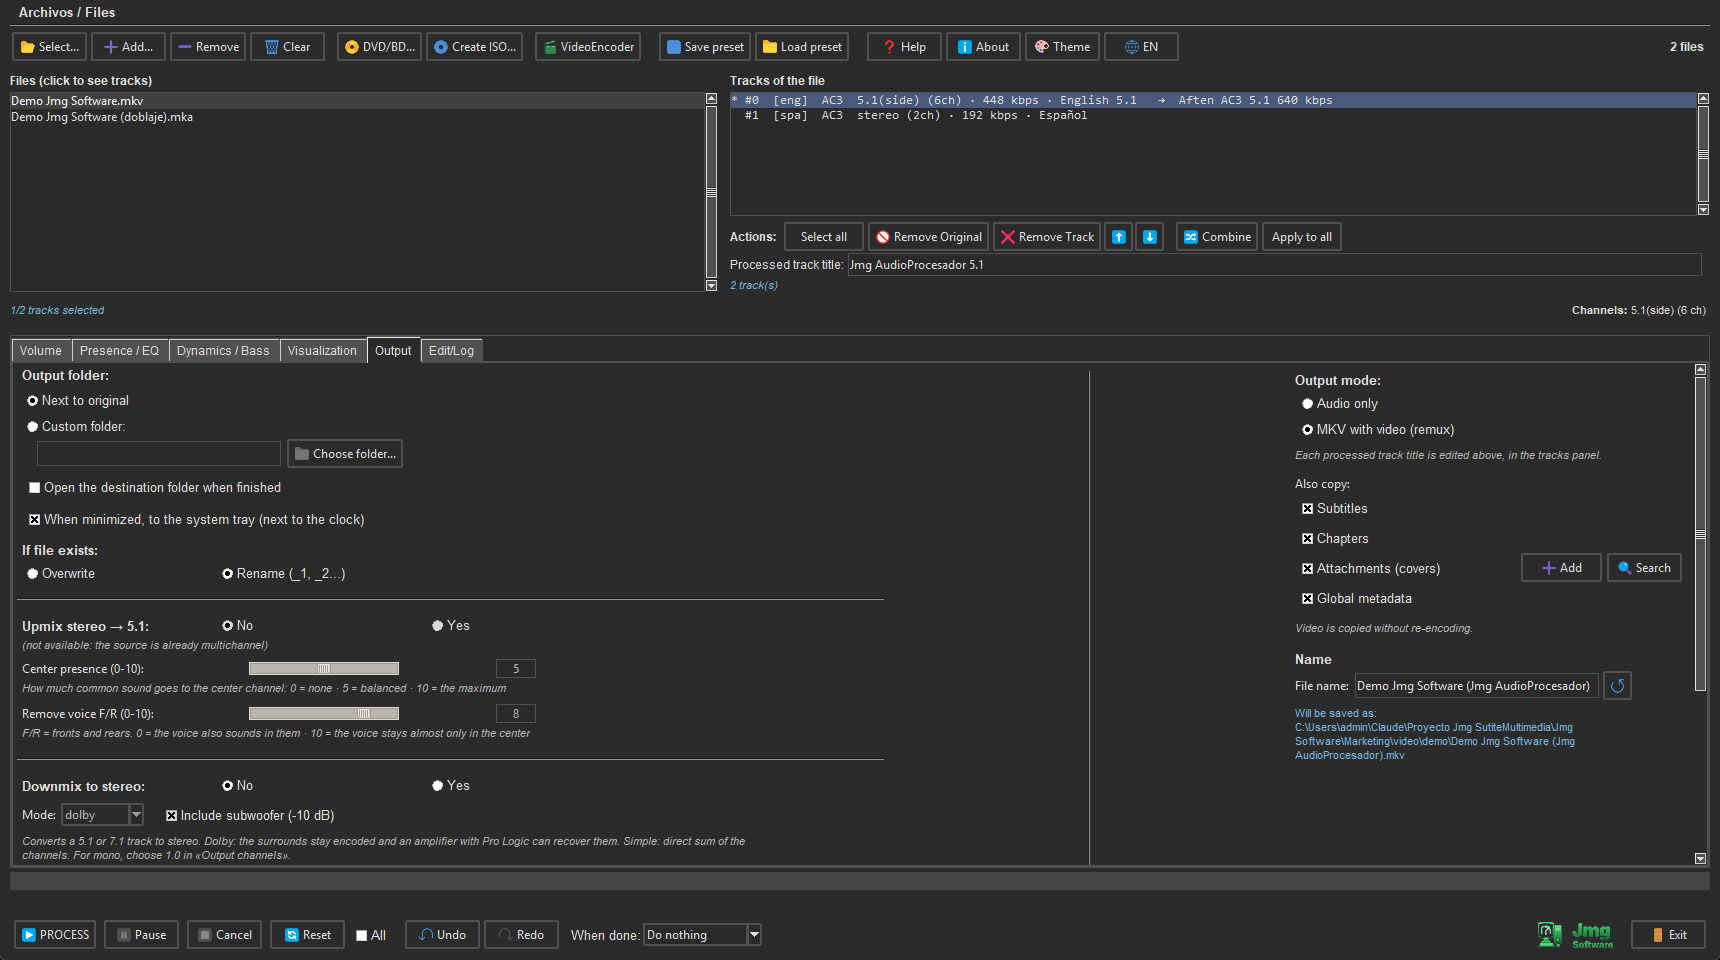 Archivos / Files
Select... Add... Remove Clear DVD/BD... Create ISO... VideoEncoder Save preset Load preset Help About Theme EN 2 files
Files (click to see tracks)
Demo Jmg Software.mkv
Demo Jmg Software (doblaje).mka
1/2 tracks selected
Tracks of the file
* #0 [eng] AC3 5.1(side) (6ch) · 448 kbps · English 5.1 → Aften AC3 5.1 640 kbps
#1 [spa] AC3 stereo (2ch) · 192 kbps · Español
Actions: Select all Remove Original Remove Track Combine Apply to all
Processed track title: Jmg AudioProcesador 5.1
2 track(s)
Channels: 5.1(side) (6 ch)
Volume Presence / EQ Dynamics / Bass Visualization Output Edit/Log
Output folder:
Next to original
Custom folder:
Choose folder...
Open the destination folder when finished
When minimized, to the system tray (next to the clock)
If file exists:
Overwrite Rename (_1, _2...)
Upmix stereo → 5.1: No Yes
(not available: the source is already multichannel)
Center presence (0-10): 5
How much common sound goes to the center channel: 0 = none · 5 = balanced · 10 = the maximum
Remove voice F/R (0-10): 8
F/R = fronts and rears. 0 = the voice also sounds in them · 10 = the voice stays almost only in the center
Downmix to stereo: No Yes
Mode: dolby Include subwoofer (-10 dB)
Converts a 5.1 or 7.1 track to stereo. Dolby: the surrounds stay encoded and an amplifier with Pro Logic can recover them. Simple: direct sum of the
channels. For mono, choose 1.0 in «Output channels».
Output mode:
Audio only
MKV with video (remux)
Each processed track title is edited above, in the tracks panel.
Also copy:
Subtitles
Chapters
Attachments (covers) Add Search
Global metadata
Video is copied without re-encoding.
Name
File name: Demo Jmg Software (Jmg AudioProcesador)
Will be saved as:
C:\Users\admin\Claude\Proyecto Jmg SutiteMultimedia\Jmg
Software\Marketing\video\demo\Demo Jmg Software (Jmg
AudioProcesador).mkv
PROCESS Pause Cancel Reset All Undo Redo When done: Do nothing Jmg Software Exit